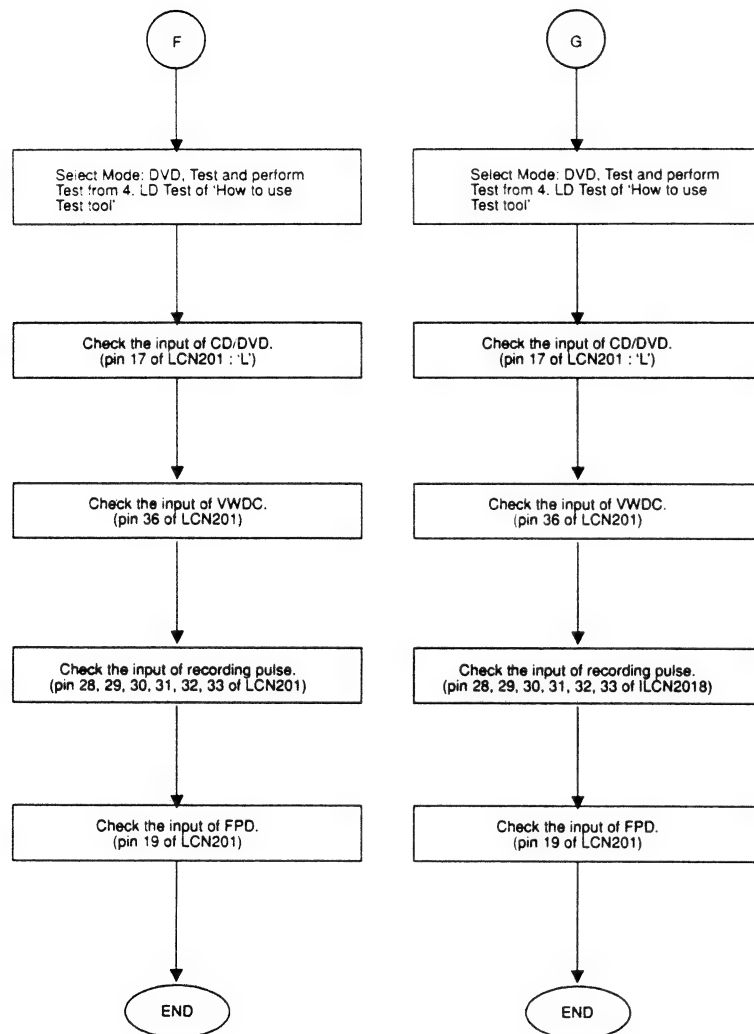 F
Select Mode: DVD, Test and perform
Test from 4. LD Test of 'How to use
Test tool'
Check the input of CD/DVD.
(pin 17 of LCN201 : 'L')
Check the input of VWDC.
(pin 36 of LCN201)
Check the input of recording pulse.
(pin 28, 29, 30, 31, 32, 33 of LCN201)
Check the input of FPD.
(pin 19 of LCN201)
END
G
Select Mode: DVD, Test and perform
Test from 4. LD Test of 'How to use
Test tool'
Check the input of CD/DVD.
(pin 17 of LCN201 : 'L')
Check the input of VWDC.
(pin 36 of LCN201)
Check the input of recording pulse.
(pin 28, 29, 30, 31, 32, 33 of ILCN2018)
Check the input of FPD.
(pin 19 of LCN201)
END